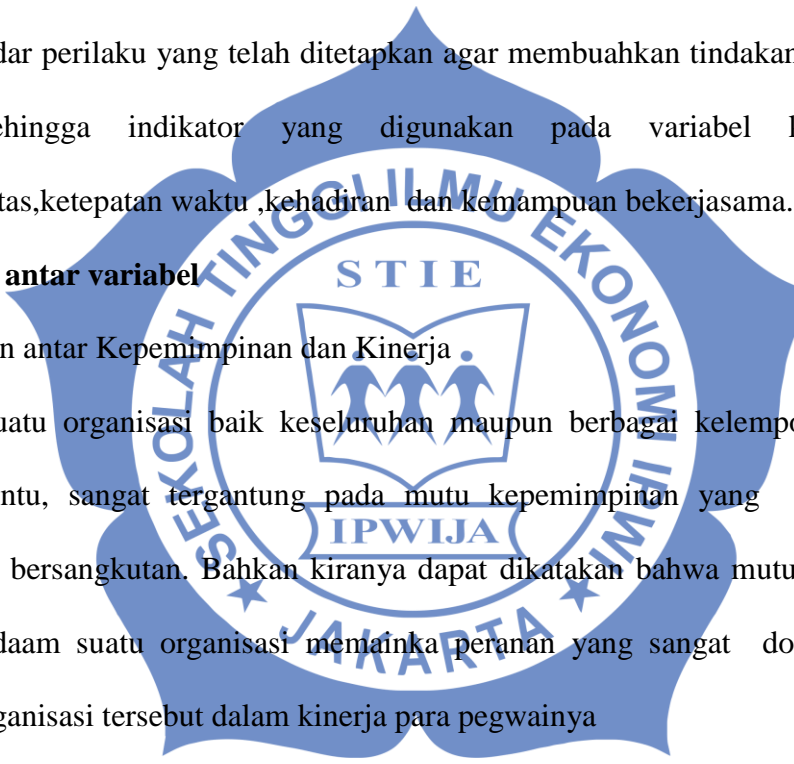 dar perilaku yang telah ditetapkan agar membuahkan tindakan
ehingga indikator yang digunakan pada variabel
tas,ketepatan waktu ,kehadiran dan kemampuan bekerjasama.
antar variabel
n antar Kepemimpinan dan Kinerja
uatu organisasi baik keseluruhan maupun berbagai kelempo
ntu, sangat tergantung pada mutu kepemimpinan yang
bersangkutan. Bahkan kiranya dapat dikatakan bahwa mutu
daam suatu organisasi memainka peranan yang sangat do
ganisasi tersebut dalam kinerja para pegwainya
SEKOLAH TINGGI ILMU EKONOMI IPWI
STIE
IPWIJA
JAKARTA